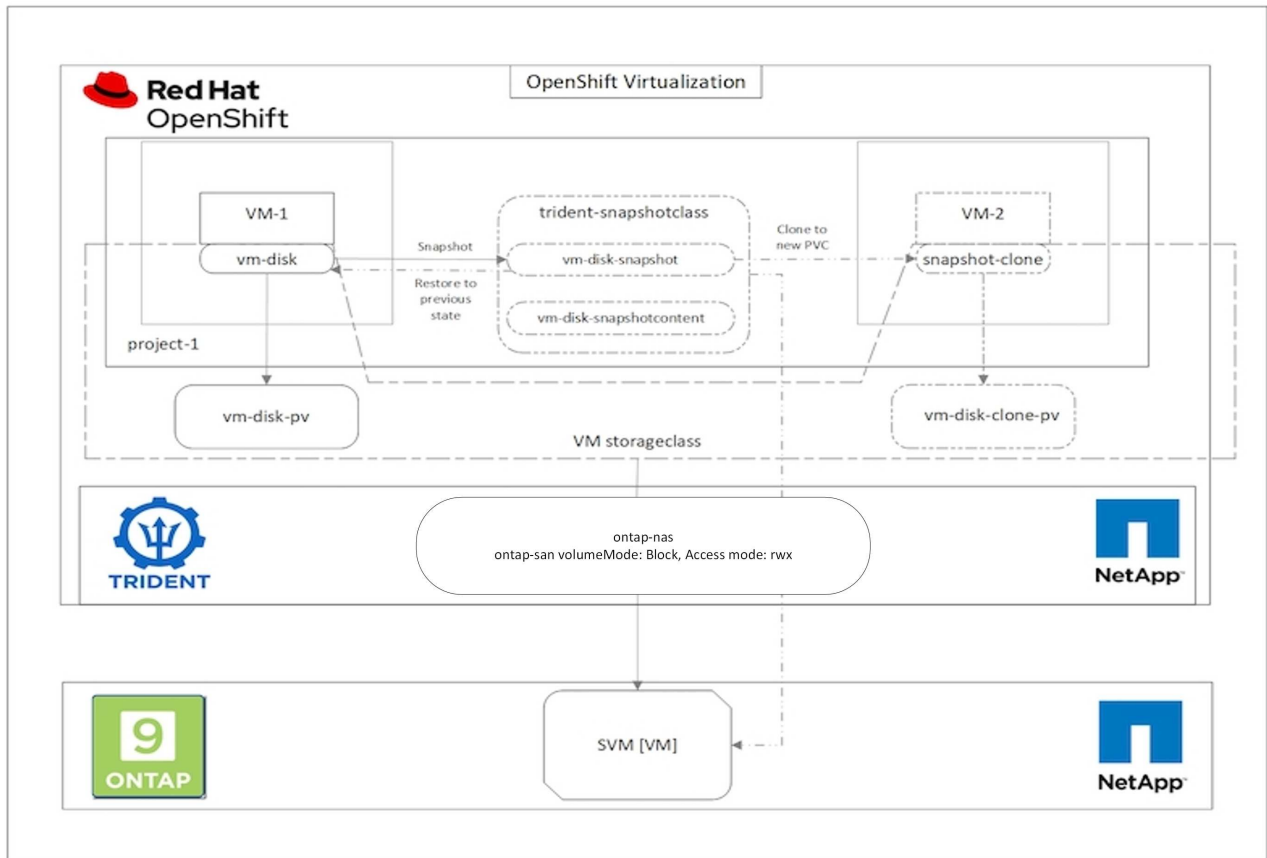 Red Hat
OpenShift
OpenShift Virtualization
VM-1
vm-disk
Snapshot
Restore to
previous
state
trident-snapshotclass
vm-disk-snapshot
vm-disk-snapshotcontent
Clone to
new PVC
VM-2
snapshot-clone
project-1
vm-disk-pv
vm-disk-clone-pv
VM storageclass
TRIDENT
ontap-nas
ontap-san volumeMode: Block, Access mode: rwx
NetApp™
9
ONTAP
SVM [VM]
NetApp™